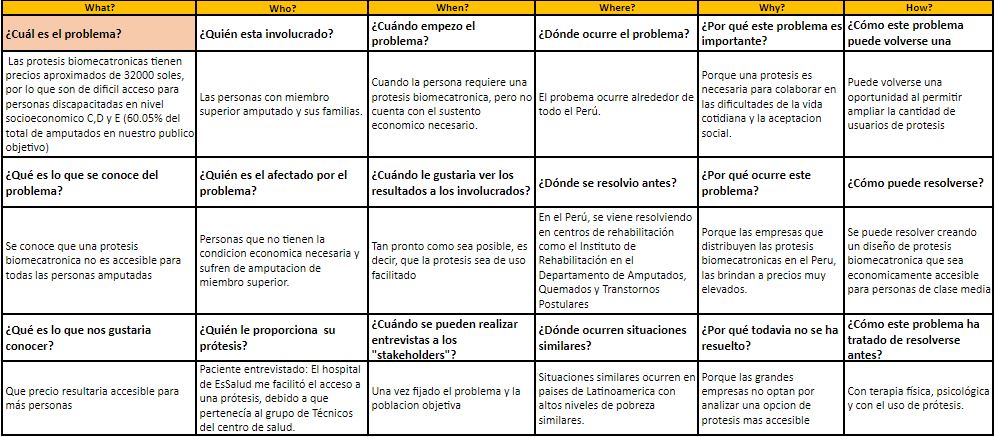 What?
Who?
When?
Where?
Why?
How?
¿Cuál es el problema?
¿Quién esta involucrado?
¿Cuándo empezo el
problema?
¿Dónde ocurre el problema?
¿Por qué este problema es
importante?
¿Cómo este problema
puede volverse una
Las protesis biomecatronicas tienen
precios aproximados de 32000 soles,
por lo que son de dificil acceso para
personas discapacitadas en nivel
socioeconomico C,D y E (60.05% del
total de amputados en nuestro publico
objetivo)
Las personas con miembro
superior amputado y sus familias.
Cuando la persona requiere una
protesis biomecatronica, pero no
cuenta con el sustento
economico necesario.
El probema ocurre alrededor de
todo el Perú.
Porque una protesis es
necesaria para colaborar en
las dificultades de la vida
cotidiana y la aceptacion
social.
Puede volverse una
oportunidad al permitir
ampliar la cantidad de
usuarios de protesis
¿Qué es lo que se conoce del
problema?
¿Quién es el afectado por el
problema?
¿Cuándo le gustaria ver los
resultados a los involucrados?
¿Dónde se resolvio antes?
¿Por qué ocurre este
problema?
¿Cómo puede resolverse?
Se conoce que una protesis
biomecatronica no es accesible para
todas las personas amputadas
Personas que no tienen la
condicion economica necesaria y
sufren de amputacion de
miembro superior.
Tan pronto como sea posible, es
decir, que la protesis sea de uso
facilitado
En el Perú, se viene resolviendo
en centros de rehabilitación
como el Instituto de
Rehabilitación en el
Departamento de Amputados,
Quemados y Transtornos
Postulares
Porque las empresas que
distribuyen las protesis
biomecatronicas en el Peru,
las brindan a precios muy
elevados.
Se puede resolver creando
un diseño de protesis
biomecatronica que sea
economicamente accesible
para personas de clase media
¿Qué es lo que nos gustaria
conocer?
¿Quién le proporciona su
prótesis?
¿Cuándo se pueden realizar
entrevistas a los
"stakeholders"?
¿Dónde ocurren situaciones
similares?
¿Por qué todavia no se ha
resuelto?
¿Cómo este problema ha
tratado de resolverse
antes?
Que precio resultaria accesible para
más personas
Paciente entrevistado: El hospital
de EsSalud me facilitó el acceso a
una prótesis, debido a que
pertenecía al grupo de Técnicos
del centro de salud.
Una vez fijado el problema y la
poblacion objetiva
Situaciones similares ocurren en
paises de Latinoamerica con
altos niveles de pobreza
similares.
Porque las grandes
empresas no optan por
analizar una opcion de
protesis mas accesible
Con terapia física, psicológica
y con el uso de prótesis.